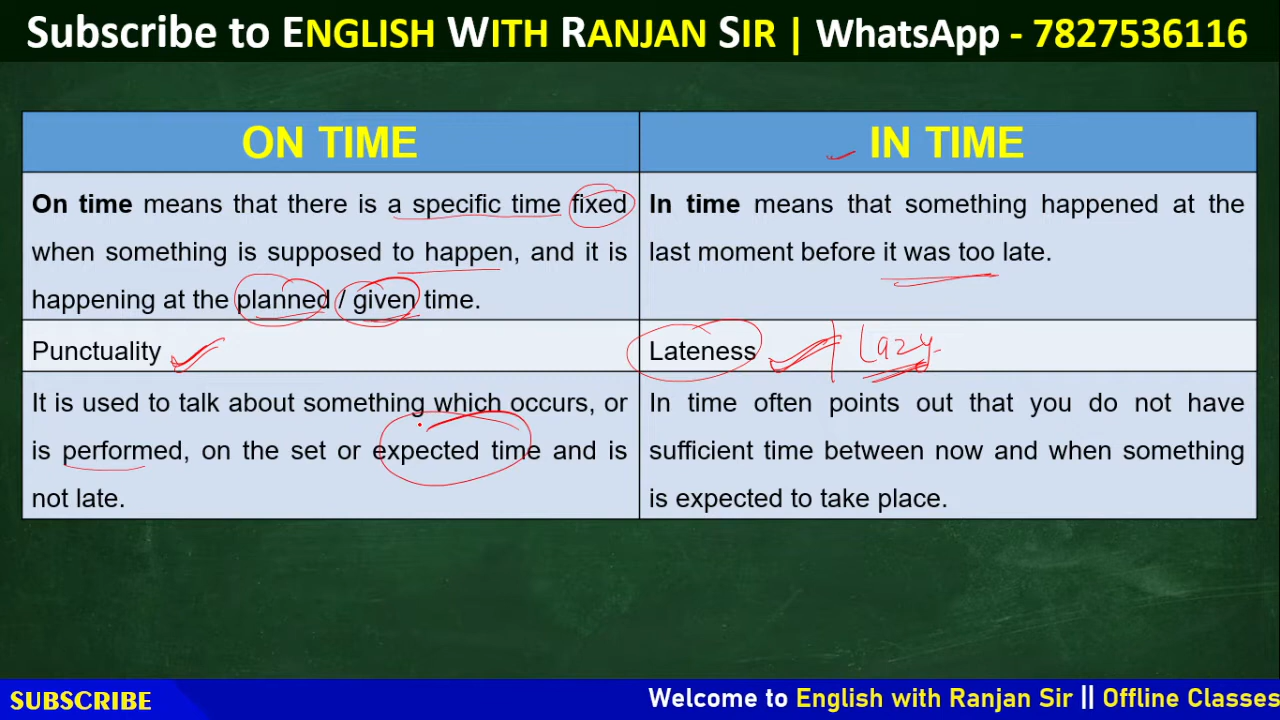 Subscribe to ENGLISH WITH RANJAN SIR | WhatsApp - 7827536116
ON TIME
IN TIME
On time means that there is a specific time fixed
when something is supposed to happen, and it is
happening at the planned / given time.
In time means that something happened at the
last moment before it was too late.
Punctuality
Lateness
Lazy
It is used to talk about something which occurs, or
is performed, on the set or expected time and is
not late.
In time often points out that you do not have
sufficient time between now and when something
is expected to take place.
SUBSCRIBE
Welcome to English with Ranjan Sir || Offline Classes